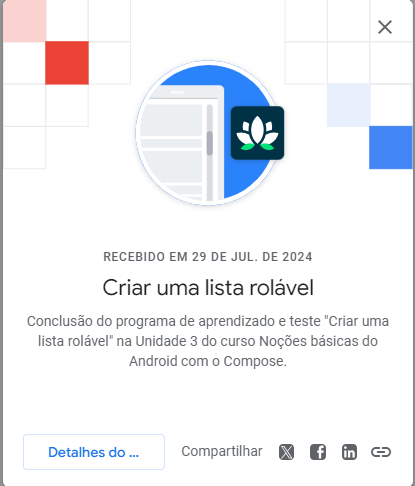 RECEBIDO EM 29 DE JUL. DE 2024
Criar uma lista rolável
Conclusão do programa de aprendizado e teste "Criar uma
lista rolável" na Unidade 3 do curso Noções básicas do
Android com o Compose.
Detalhes do ...
Compartilhar